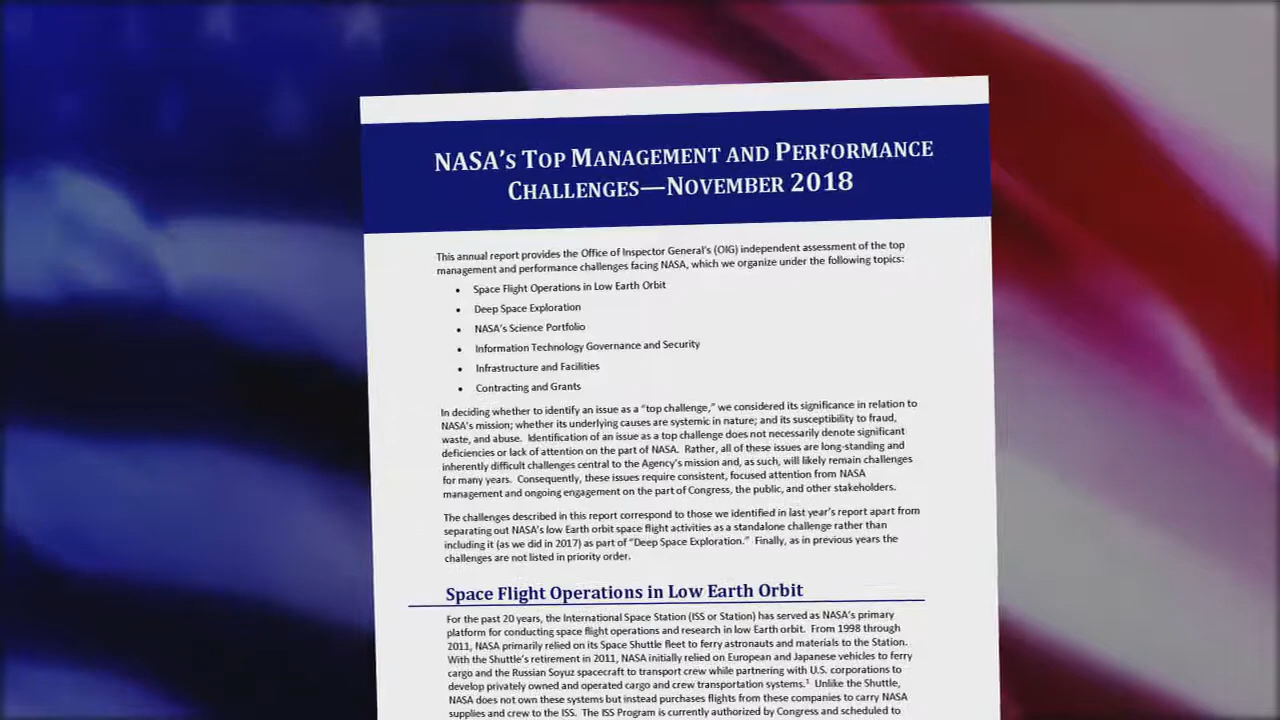 NASA'S TOP MANAGEMENT AND PERFORMANCE
CHALLENGES—NOVEMBER 2018
This annual report provides the Office of Inspector General's (OIG) independent assessment of the top
management and performance challenges facing NASA, which we organize under the following topics:
• Space Flight Operations in Low Earth Orbit
• Deep Space Exploration
• NASA's Science Portfolio
• Information Technology Governance and Security
• Infrastructure and Facilities
• Contracting and Grants
In deciding whether to identify an issue as a "top challenge," we considered its significance in relation to
NASA's mission; whether its underlying causes are systemic in nature; and its susceptibility to fraud,
waste, and abuse. Identification of an issue as a top challenge does not necessarily denote significant
deficiencies or lack of attention on the part of NASA. Rather, all of these issues are long-standing and
inherently difficult challenges central to the Agency's mission and, as such, will likely remain challenges
for many years. Consequently, these issues require consistent, focused attention from NASA
management and ongoing engagement on the part of Congress, the public, and other stakeholders.
The challenges described in this report correspond to those we identified in last year's report apart from
separating out NASA's low Earth orbit space flight activities as a standalone challenge rather than
including it (as we did in 2017) as part of "Deep Space Exploration." Finally, as in previous years the
challenges are not listed in priority order.
Space Flight Operations in Low Earth Orbit
For the past 20 years, the International Space Station (ISS or Station) has served as NASA's primary
platform for conducting space flight operations and research in low Earth orbit. From 1998 through
2011, NASA primarily relied on its Space Shuttle fleet to ferry astronauts and materials to the Station.
With the Shuttle's retirement in 2011, NASA initially relied on European and Japanese vehicles to ferry
cargo and the Russian Soyuz spacecraft to transport crew while partnering with U.S. corporations to
develop privately owned and operated cargo and crew transportation systems.¹ Unlike the Shuttle,
NASA does not own these systems but instead purchases flights from these companies to carry NASA
supplies and crew to the ISS. The ISS Program is currently authorized by Congress and scheduled to